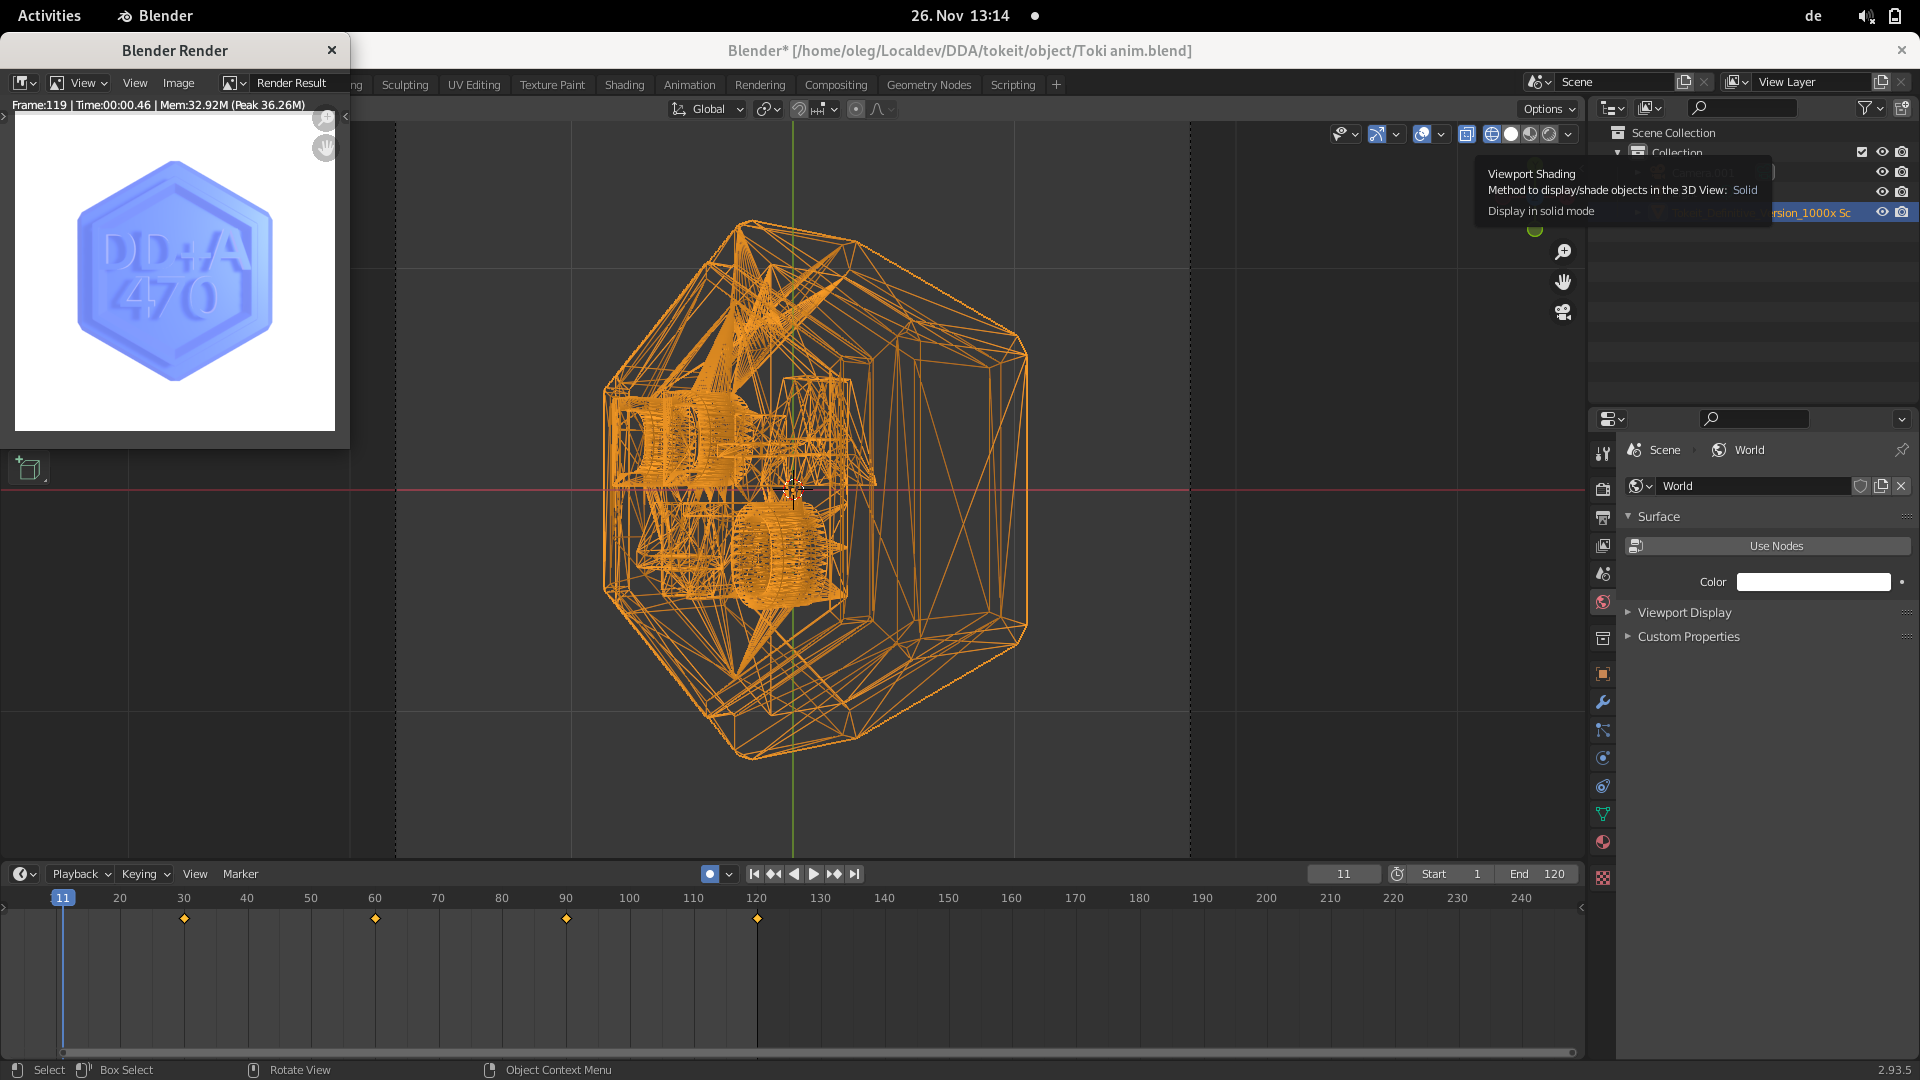 Activities
Blender
26. Nov 13:14
de
Blender Render
Blender* [/home/oleg/Localdev/DDA/tokeit/object/Toki anim.blend]
View
View
Image
Render Result
Sculpting
UV Editing
Texture Paint
Shading
Animation
Rendering
Compositing
Geometry Nodes
Scripting
Scene
View Layer
Frame:119 | Time:00:00.46 | Mem:32.92M (Peak 36.26M)
Global
Options
Scene Collection
Collection
Viewport Shading
Method to display/shade objects in the 3D View: Solid
Display in solid mode
ersion_1000x Sc
DD+A
470
Scene
World
World
Surface
Use Nodes
Color
Viewport Display
Custom Properties
Playback
Keying
View
Marker
11
Start 1
End 120
11 20 30 40 50 60 70 80 90 100 110 120 130 140 150 160 170 180 190 200 210 220 230 240
Select
Box Select
Rotate View
Object Context Menu
2.93.5